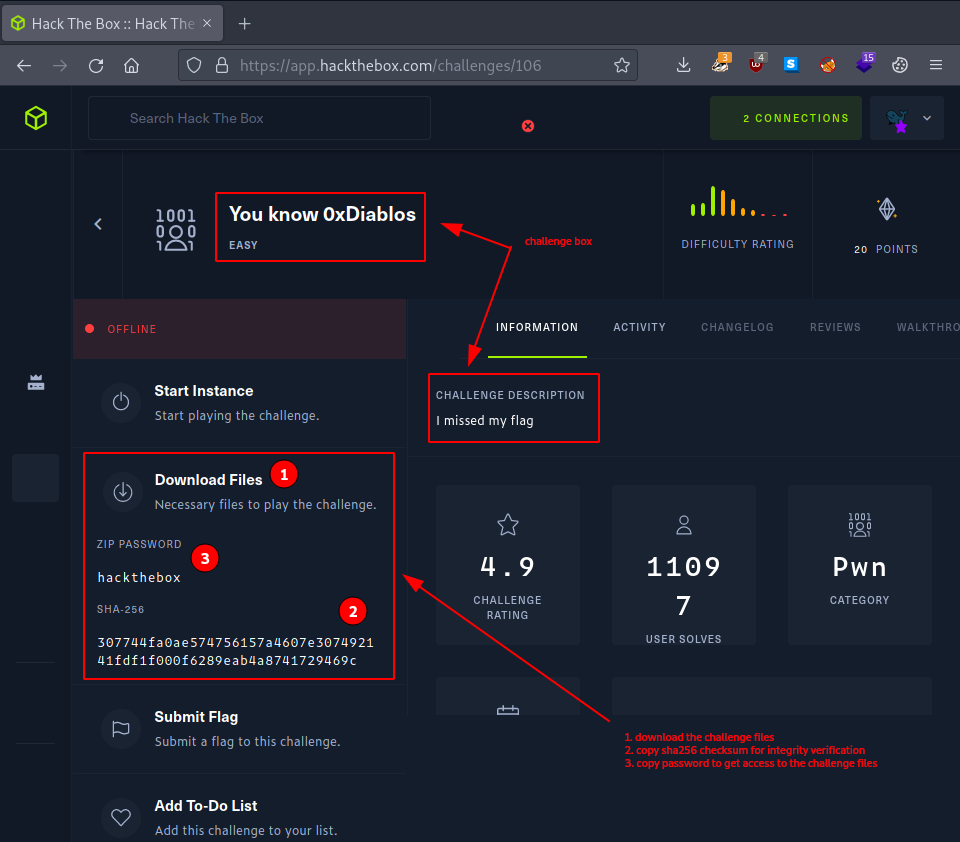 Hack The Box :: Hack The
https://app.hackthebox.com/challenges/106
3
4
S
15
Search Hack The Box
2 CONNECTIONS
You know 0xDiablos
EASY
challenge box
DIFFICULTY RATING
20 POINTS
OFFLINE
INFORMATION
ACTIVITY
CHANGELOG
REVIEWS
WALKTHRO
Start Instance
Start playing the challenge.
CHALLENGE DESCRIPTION
I missed my flag
Download Files
1
Necessary files to play the challenge.
ZIP PASSWORD
3
hackthebox
SHA-256
2
307744fa0ae574756157a4607e3074921
41fdf1f000f6289eab4a8741729469c
4.9
CHALLENGE
RATING
1109
7
USER SOLVES
1001
Pwn
CATEGORY
Submit Flag
Submit a flag to this challenge.
1. download the challenge files
2. copy sha256 checksum for integrity verification
3. copy password to get access to the challenge files
Add To-Do List
Add this challenge to your list.